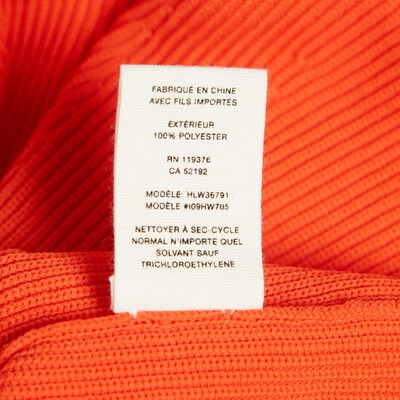 FABRIQUÉ EN CHINE
AVEC FILS IMPORTÉS
EXTÉRIEUR
100% POLYESTER
RN 119376
CA 52192
MODÈLE: HLW36791
MODÈLE #I09HW705
NETTOYER À SEC-CYCLE
NORMAL N'IMPORTE QUEL
SOLVANT SAUF
TRICHLOROETHYLENE